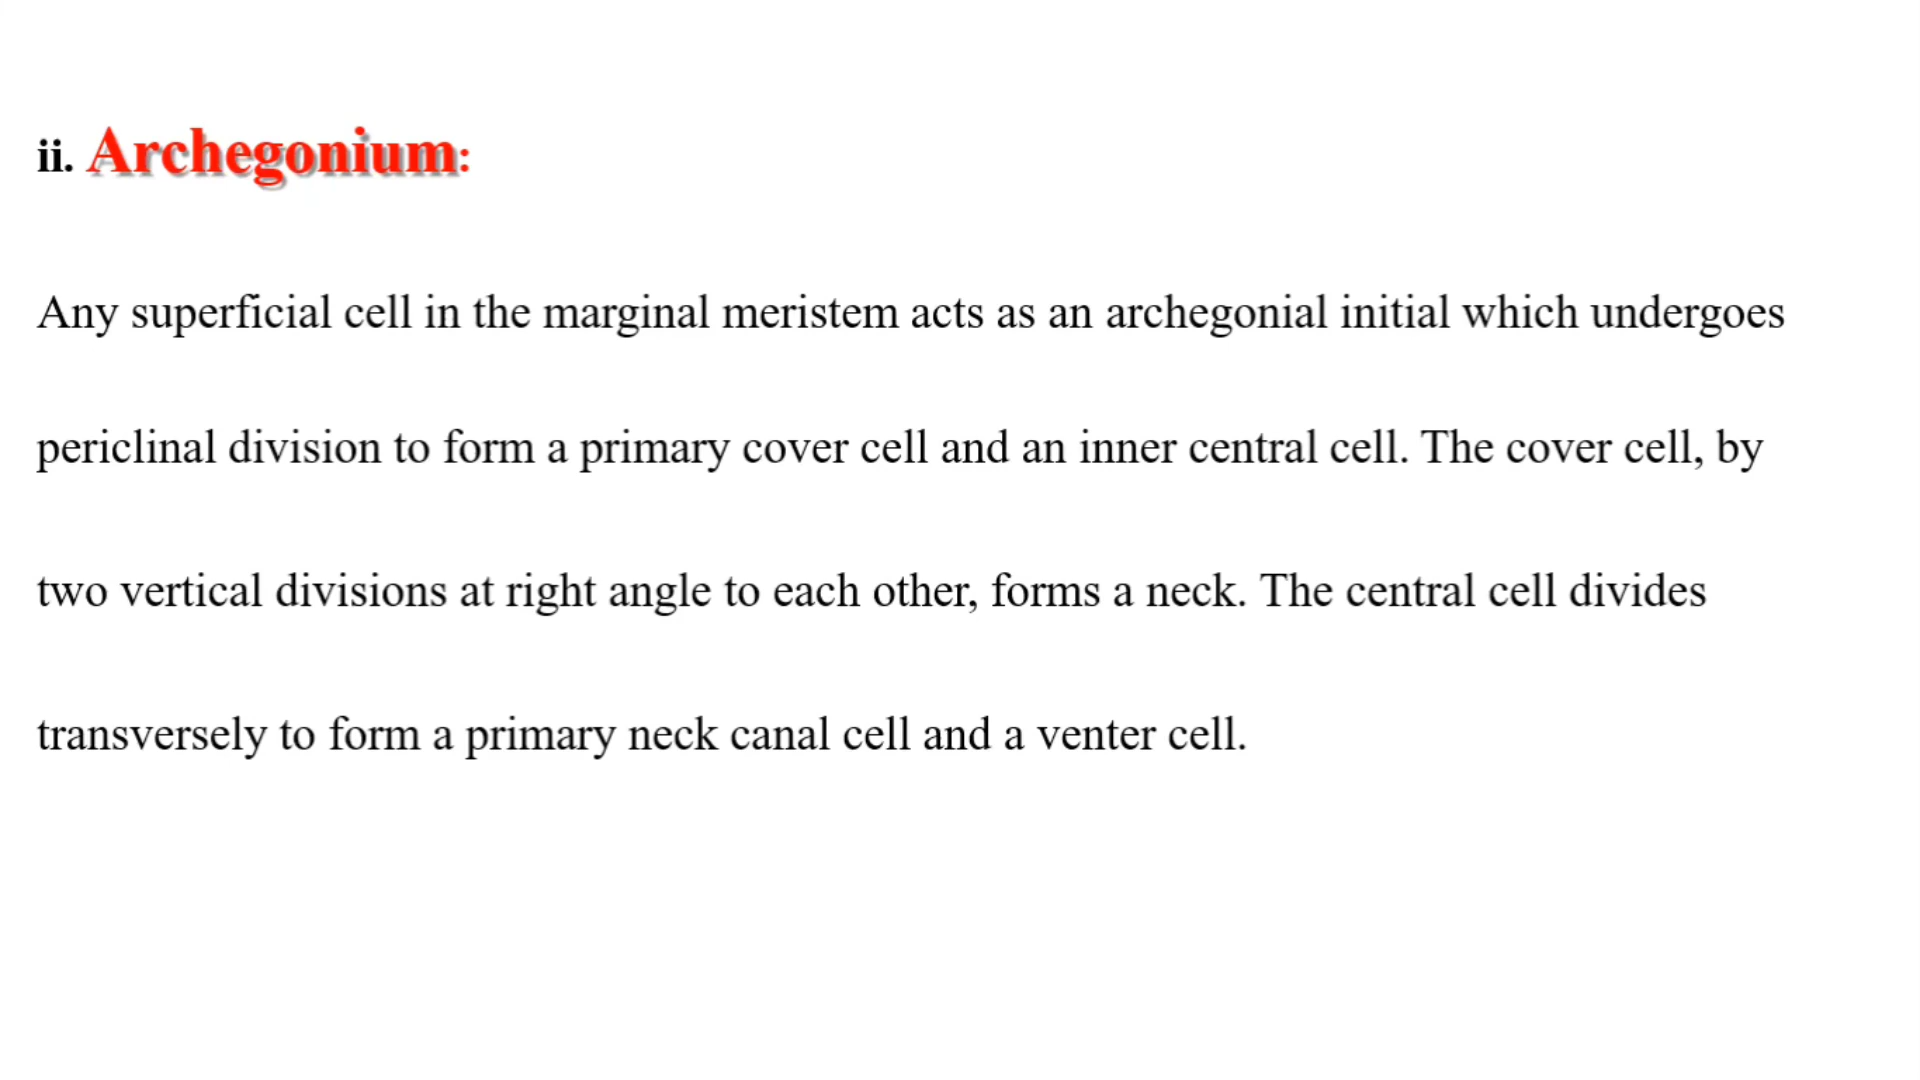 ii. Archegonium:
Any superficial cell in the marginal meristem acts as an archegonial initial which undergoes
periclinal division to form a primary cover cell and an inner central cell. The cover cell, by
two vertical divisions at right angle to each other, forms a neck. The central cell divides
transversely to form a primary neck canal cell and a venter cell.